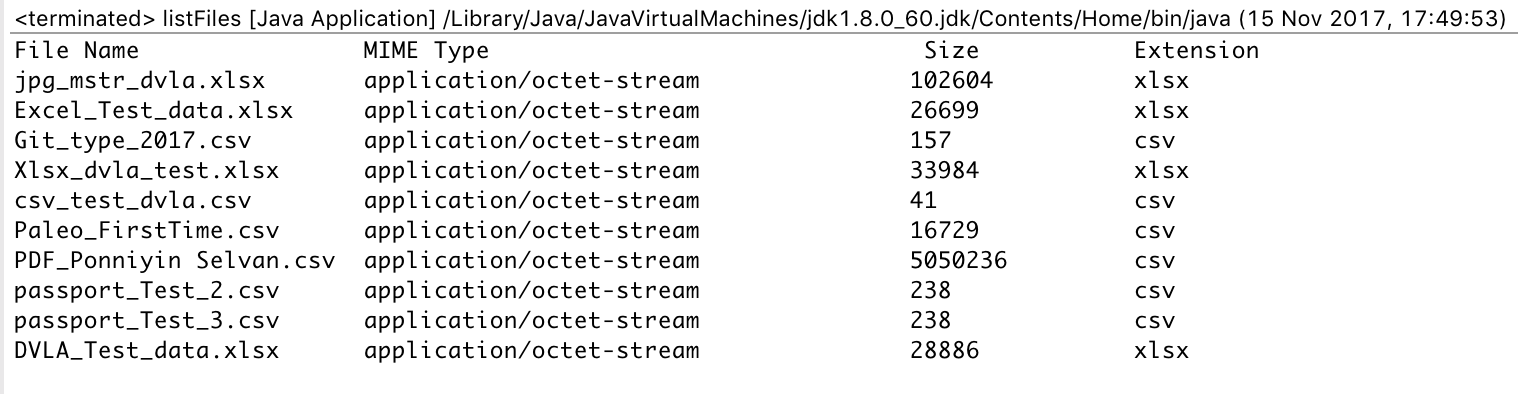 <terminated> listFiles [Java Application] /Library/Java/JavaVirtualMachines/jdk1.8.0_60.jdk/Contents/Home/bin/java (15 Nov 2017, 17:49:53)
File Name MIME Type Size Extension
jpg_mstr_dvla.xlsx application/octet-stream 102604 xlsx
Excel_Test_data.xlsx application/octet-stream 26699 xlsx
Git_type_2017.csv application/octet-stream 157 csv
Xlsx_dvla_test.xlsx application/octet-stream 33984 xlsx
csv_test_dvla.csv application/octet-stream 41 csv
Paleo_FirstTime.csv application/octet-stream 16729 csv
PDF_Ponniyin Selvan.csv application/octet-stream 5050236 csv
passport_Test_2.csv application/octet-stream 238 csv
passport_Test_3.csv application/octet-stream 238 csv
DVLA_Test_data.xlsx application/octet-stream 28886 xlsx